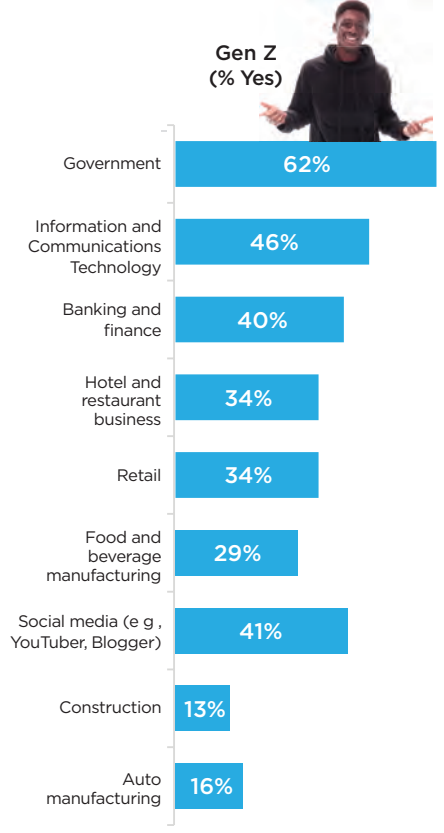 Gen Z
(% Yes)
Government
62%
Information and
Communications
Technology
46%
Banking and
finance
40%
Hotel and
restaurant
business
34%
Retail
34%
Food and
beverage
manufacturing
29%
Social media (e g ,
YouTuber, Blogger)
41%
Construction
13%
Auto
manufacturing
16%